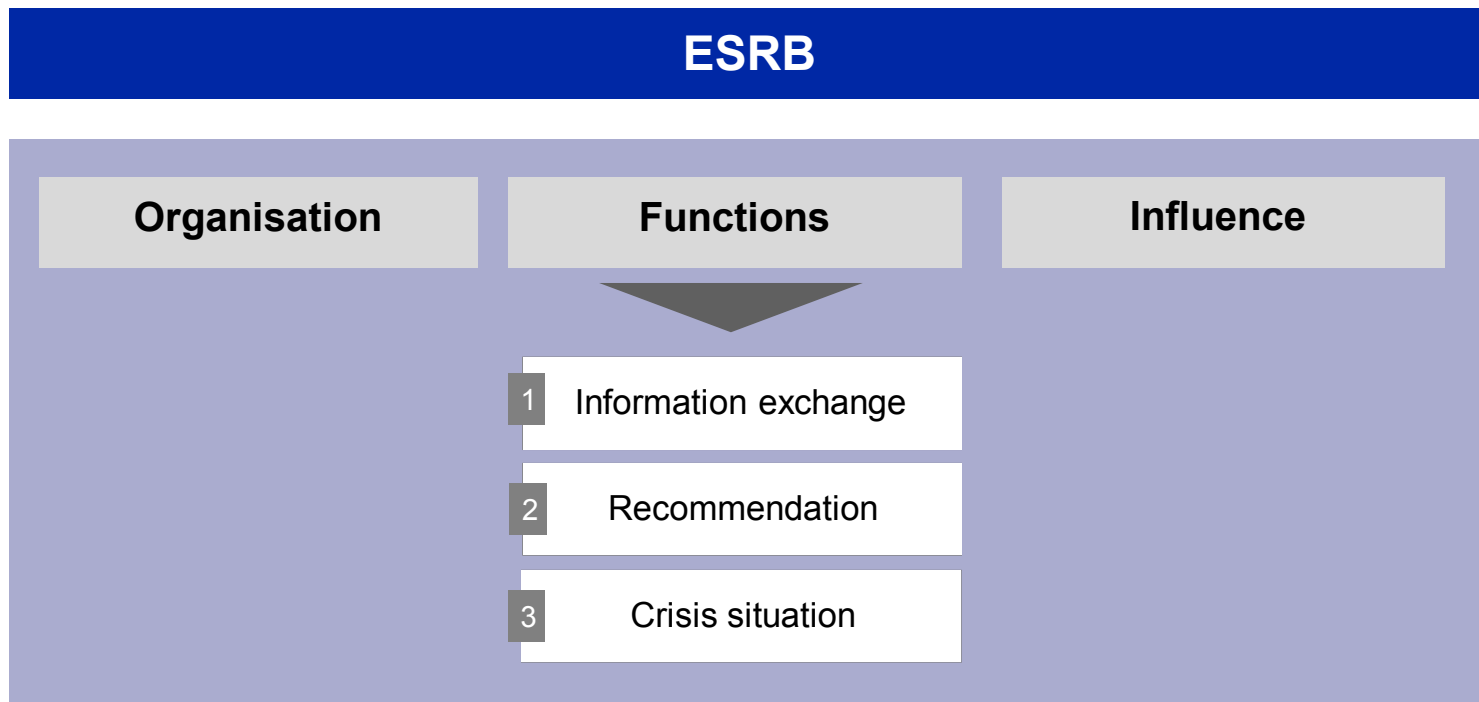 ESRB
Organisation
Functions
Influence
1
Information exchange
2
Recommendation
3
Crisis situation